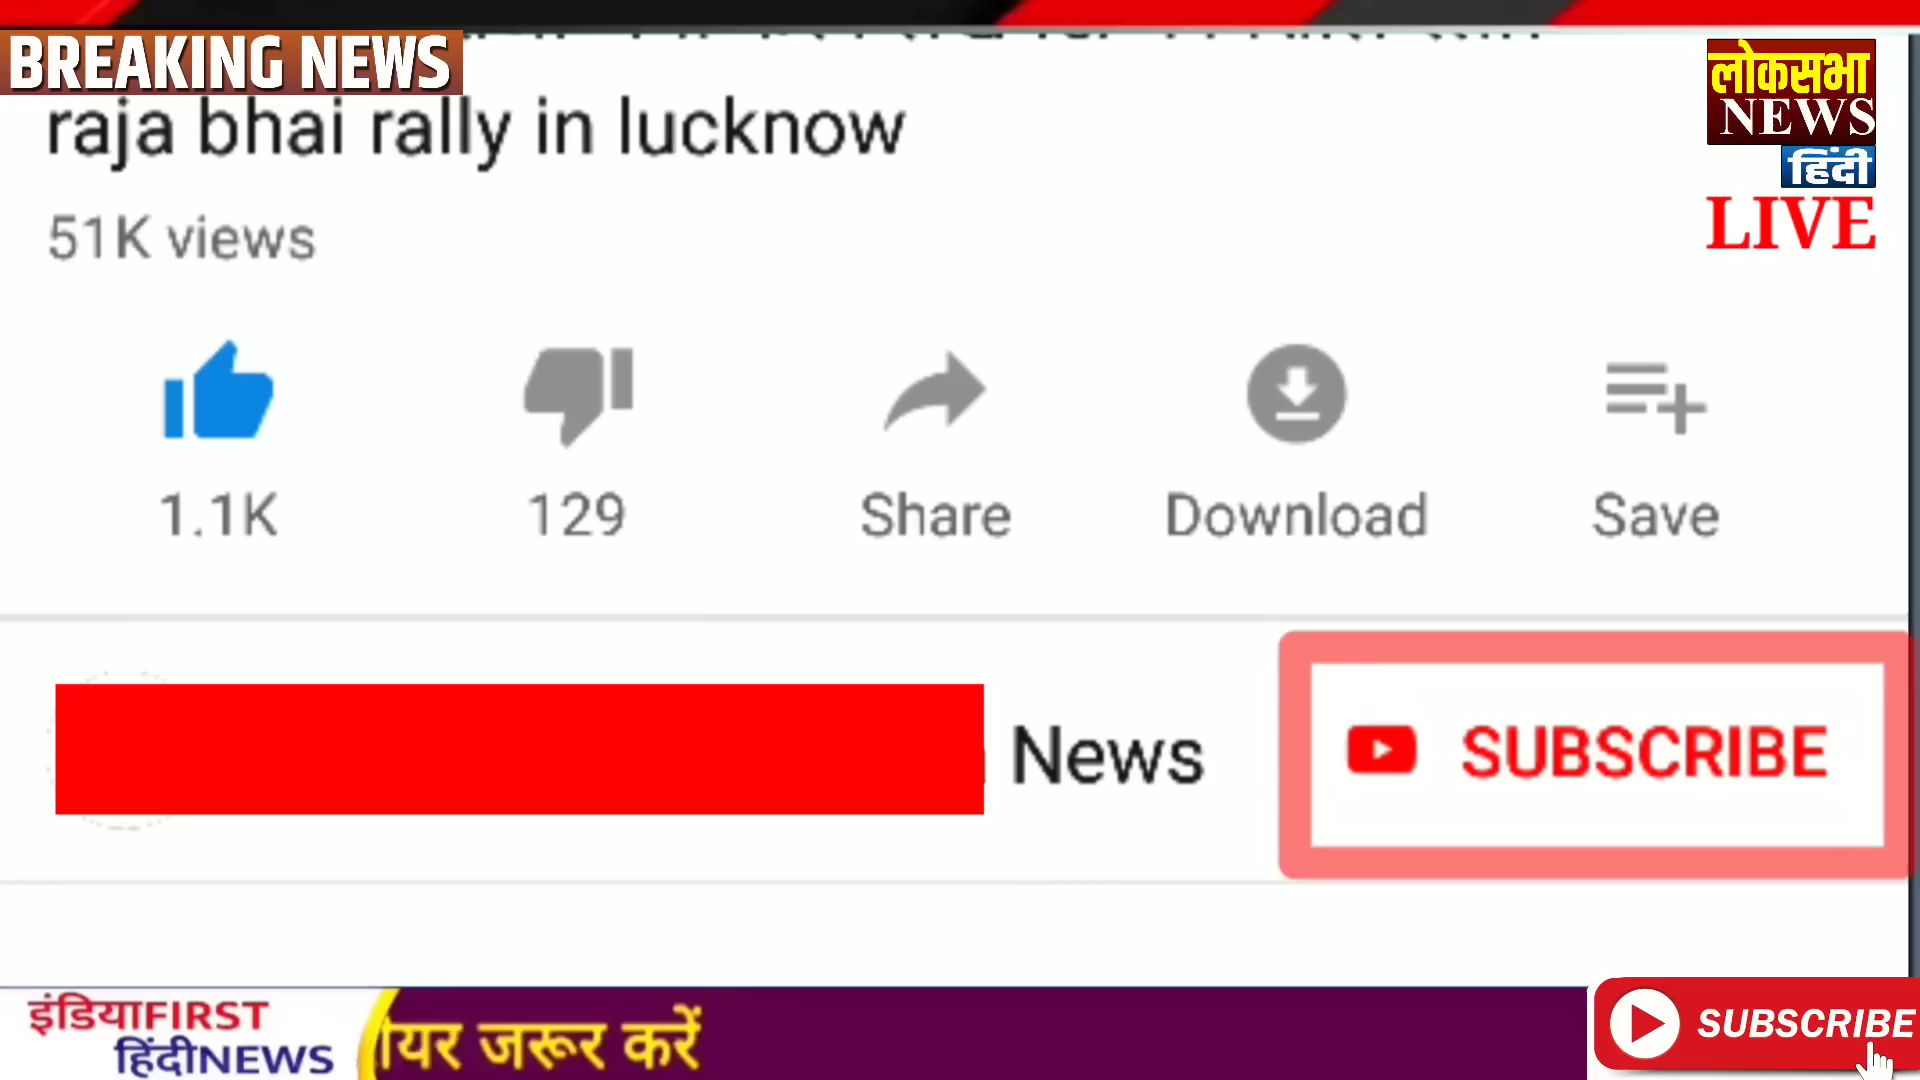 BREAKING NEWS
लोकसभा
NEWS
हिंदी
LIVE
raja bhai rally in lucknow
51K views
1.1K
129
Share
Download
Save
News
SUBSCRIBE
इंडियाFIRST
हिंदीNEWS
जरूर करें
SUBSCRIBE